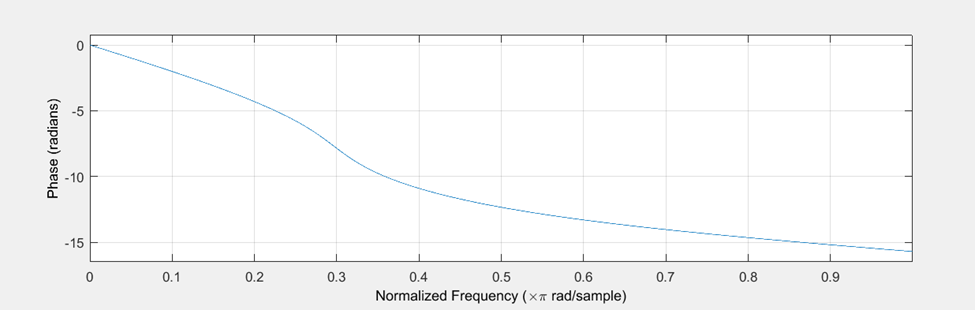 0
-5
-10
-15
Phase (radians)
0 0.1 0.2 0.3 0.4 0.5 0.6 0.7 0.8 0.9
Normalized Frequency (×π rad/sample)